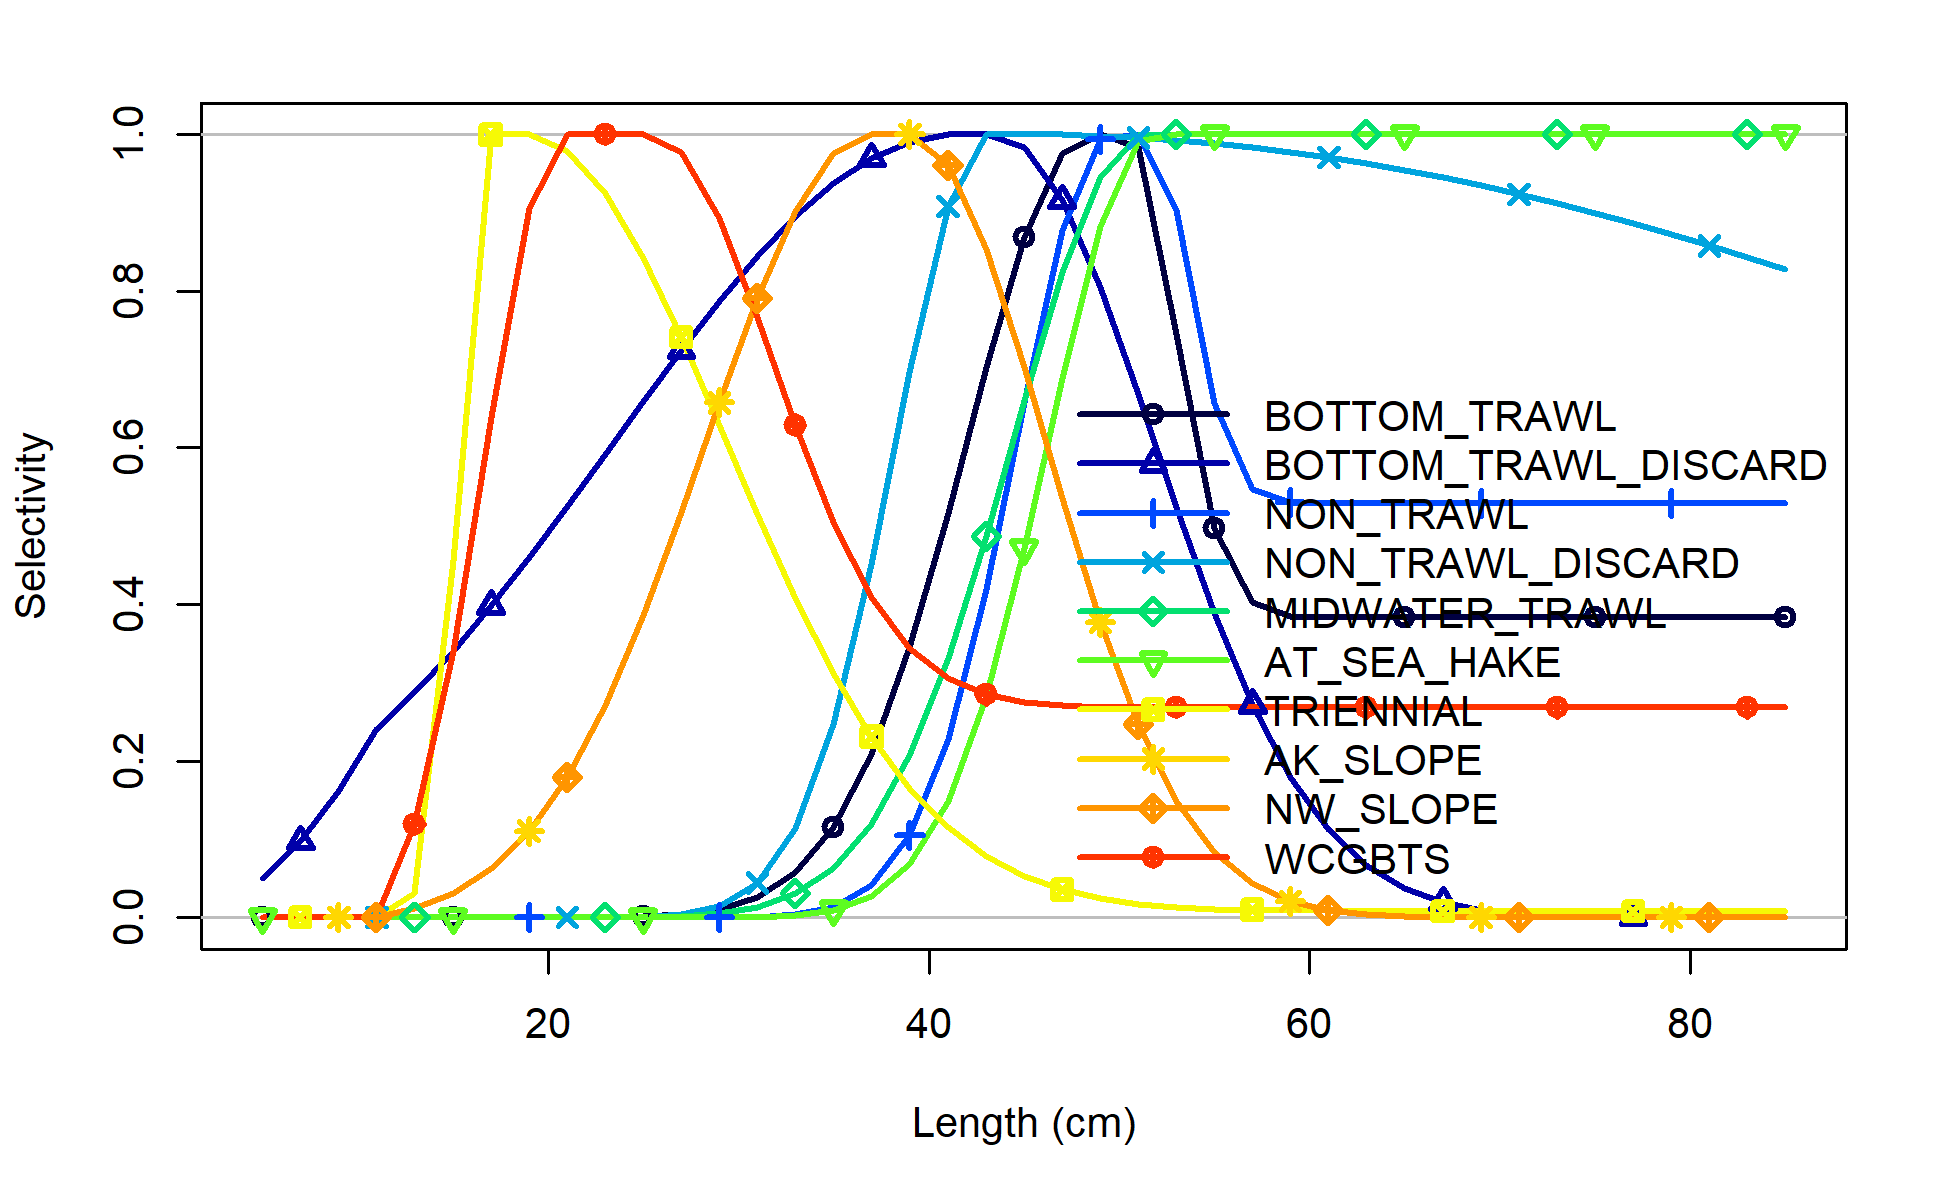 1.0
0.8
0.6
0.4
0.2
0.0
Selectivity
BOTTOM_TRAWL
BOTTOM_TRAWL_DISCARD
NON_TRAWL
NON_TRAWL_DISCARD
MIDWATER_TRAWL
AT_SEA_HAKE
TRIENNIAL
AK_SLOPE
NW_SLOPE
WCGBTS
20 40 60 80
Length (cm)